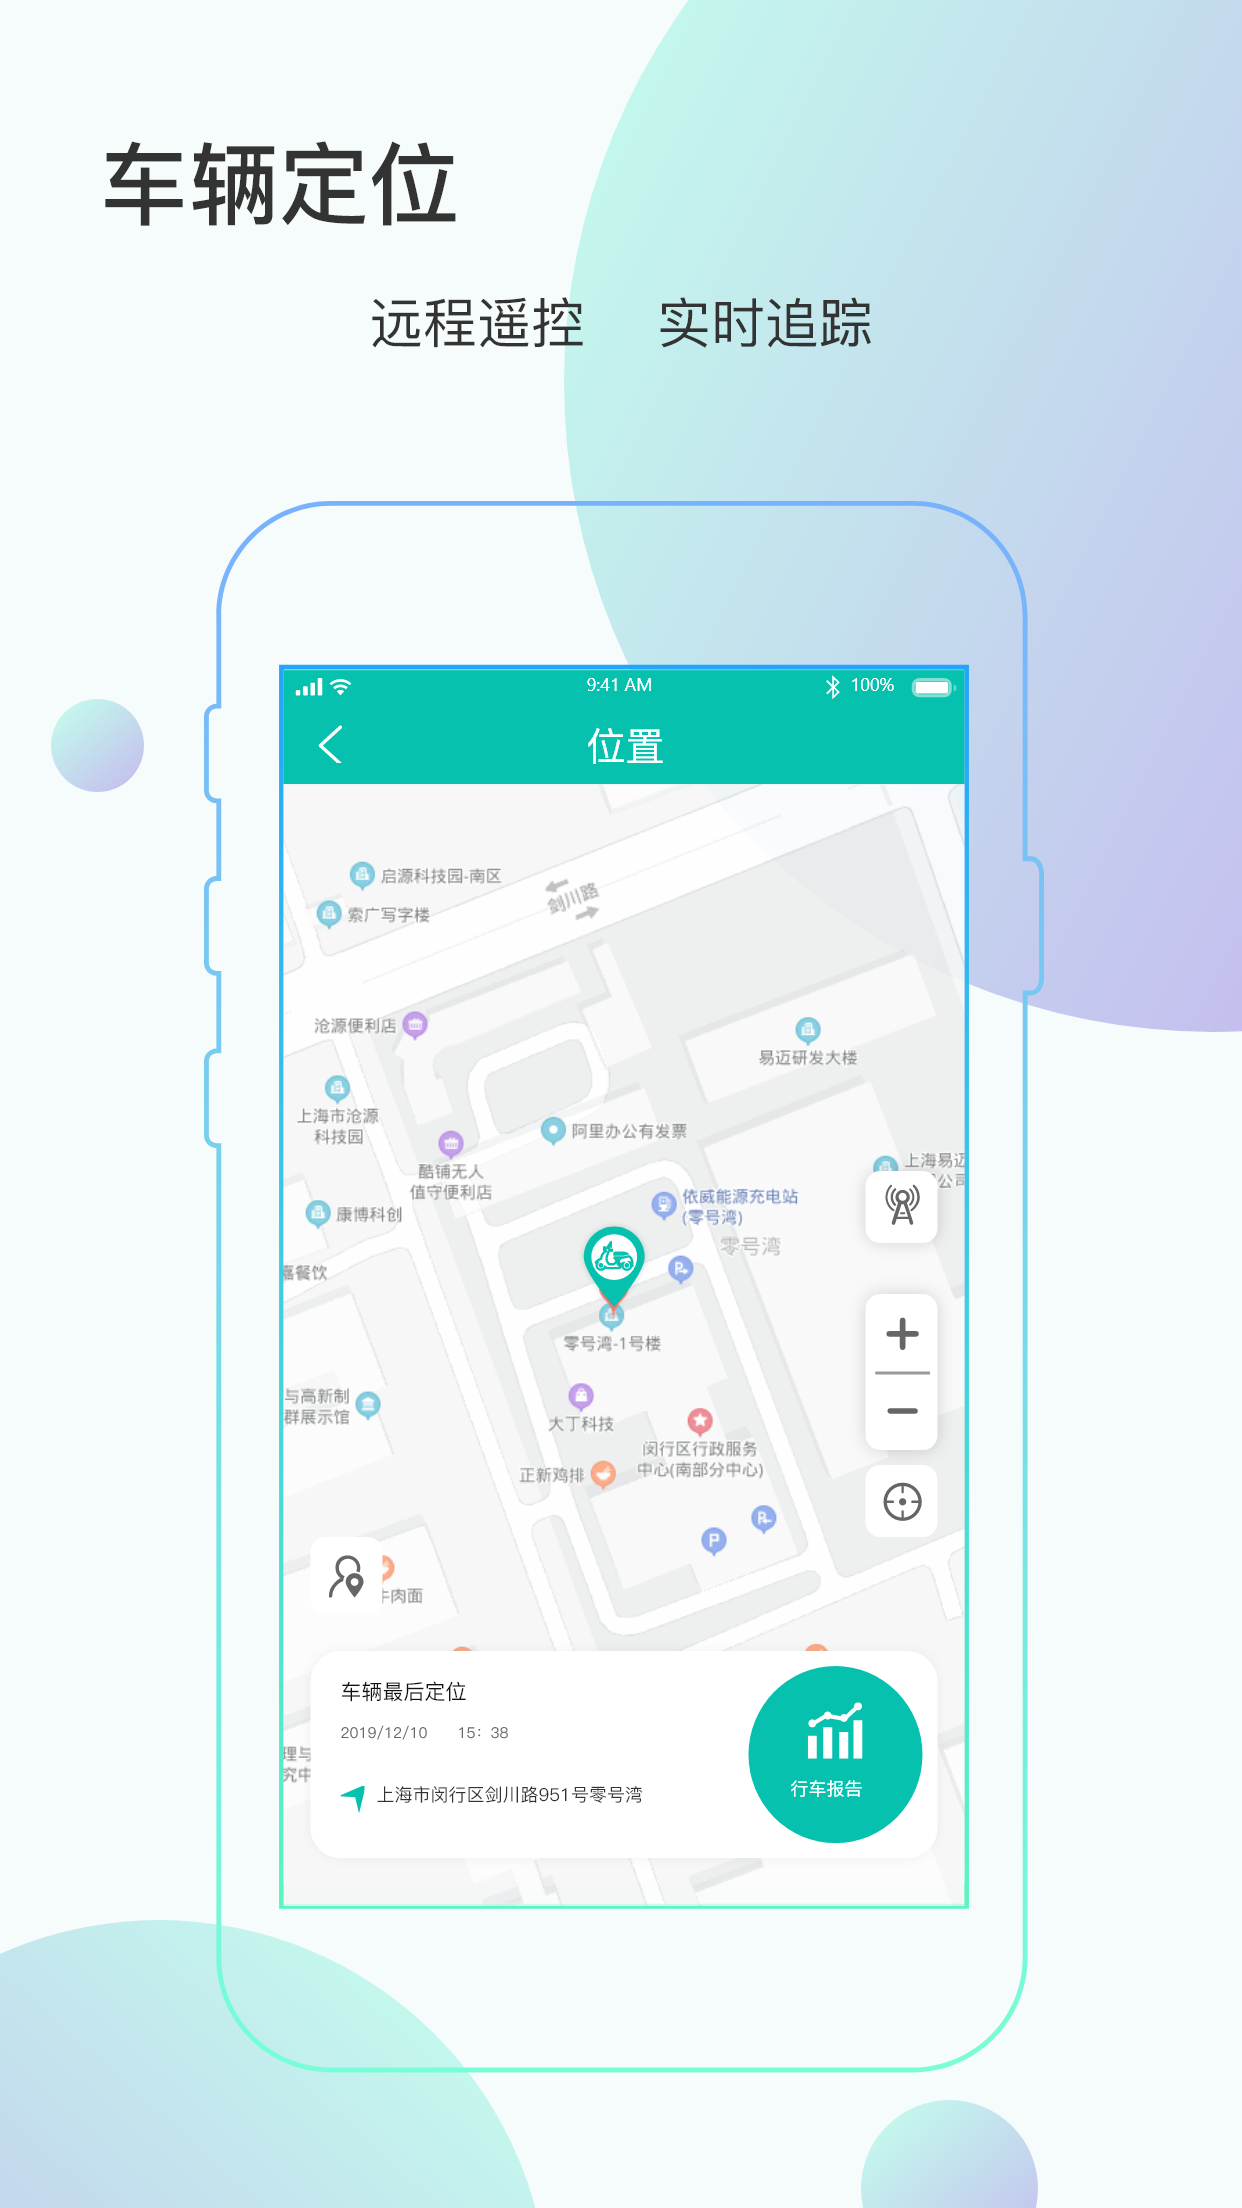 车辆定位
远程遥控 实时追踪
9:41 AM
100%
位置
启源科技园-南区
索广写字楼
剑川路
沧源便利店
易迈研发大楼
上海市沧源
科技园
阿里办公有发票
酷铺无人
值守便利店
上海易迈
公司
依威能源充电站
(零号湾)
康博科创
零号湾
嘉餐饮
零号湾-1号楼
与高新制
群展示馆
大丁科技
闵行区行政服务
中心(南部分中心)
正新鸡排
P
牛肉面
车辆最后定位
2019/12/10 15：38
理与
究中
上海市闵行区剑川路951号零号湾
行车报告